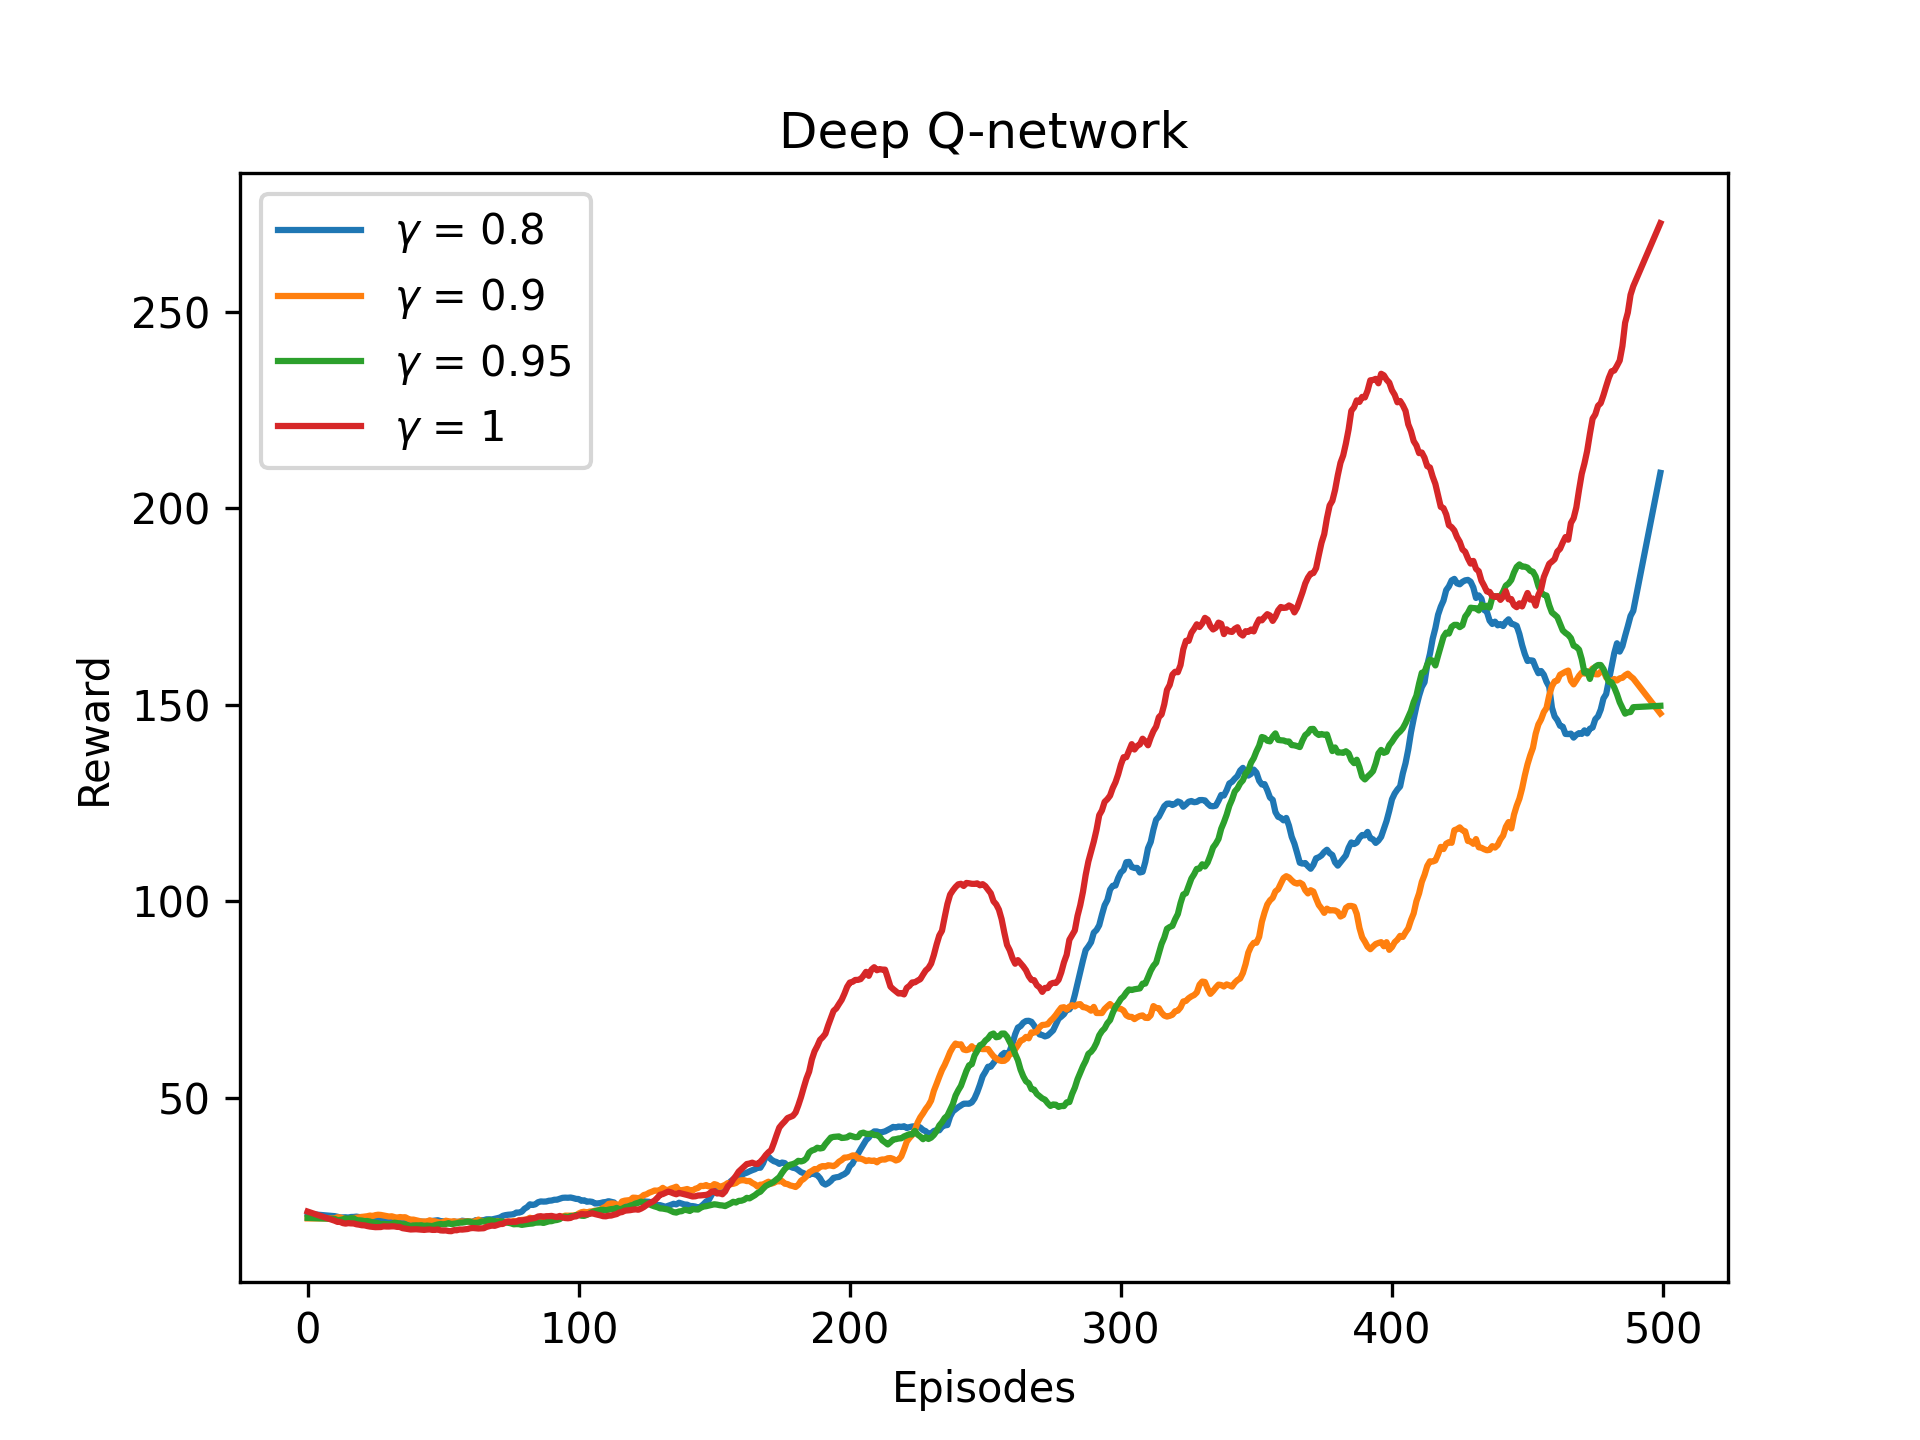 Deep Q-network
γ = 0.8
γ = 0.9
γ = 0.95
γ = 1
250
200
150
100
50
Reward
0 100 200 300 400 500
Episodes